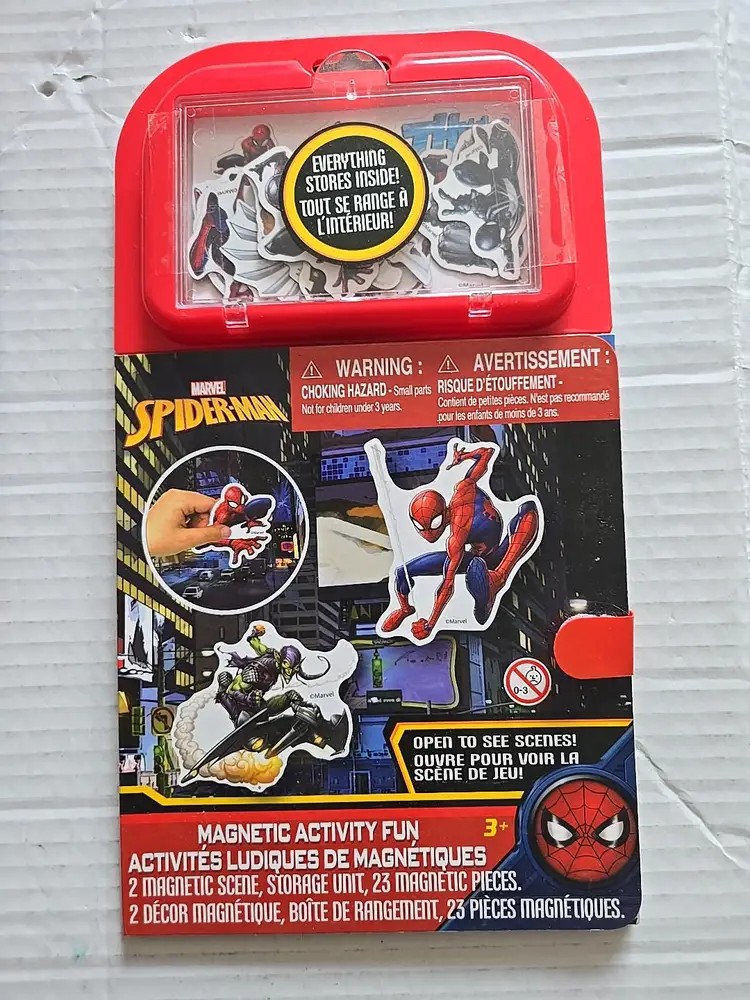 EVERYTHING
STORES INSIDE!
TOUT SE RANGE À
L'INTÉRIEUR!
©Marvel
MARVEL
SPIDER-MAN
WARNING :
CHOKING HAZARD - Small parts
Not for children under 3 years.
AVERTISSEMENT :
RISQUE D'ÉTOUFFEMENT -
Contient de petites pièces. N'est pas recommandé
pour les enfants de moins de 3 ans.
©Marvel
©Marvel
0-3
OPEN TO SEE SCENES!
OUVRE POUR VOIR LA
SCÈNE DE JEU!
MAGNETIC ACTIVITY FUN
3+
ACTIVITÉS LUDIQUES DE MAGNÉTIQUES
2 MAGNETIC SCENE, STORAGE UNIT, 23 MAGNETIC PIECES.
2 DÉCOR MAGNÉTIQUE, BOÎTE DE RANGEMENT, 23 PIÈCES MAGNÉTIQUES.